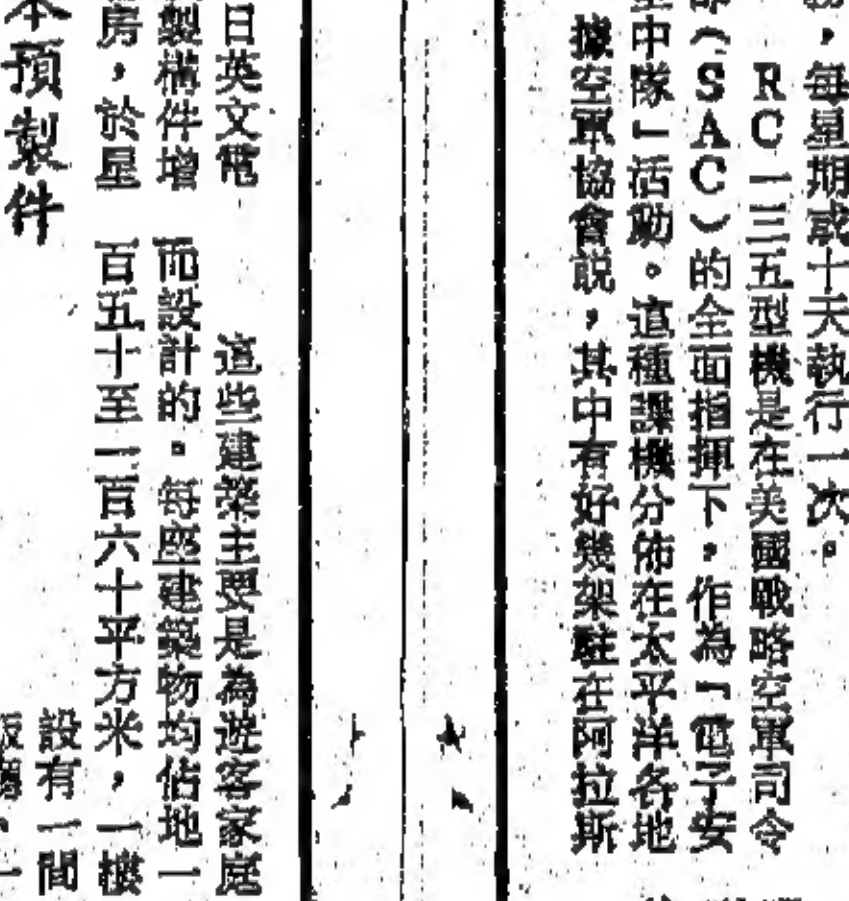 務，每星期或十天執行一次。
RC一三五型機是在美國戰略空軍司令
部（SAC）的全面指揮下，作為「電子安
全中隊」活動。這種諜機分佈在太平洋各地
據空軍協會説，其中有好幾架駐在阿拉斯
日英文電
製構件增
房，於星
本預製件
這些建築主要是為遊客家庭
而設計的。每座建築物均佔地一
百五十至一百六十平方米，一樓
設有一間